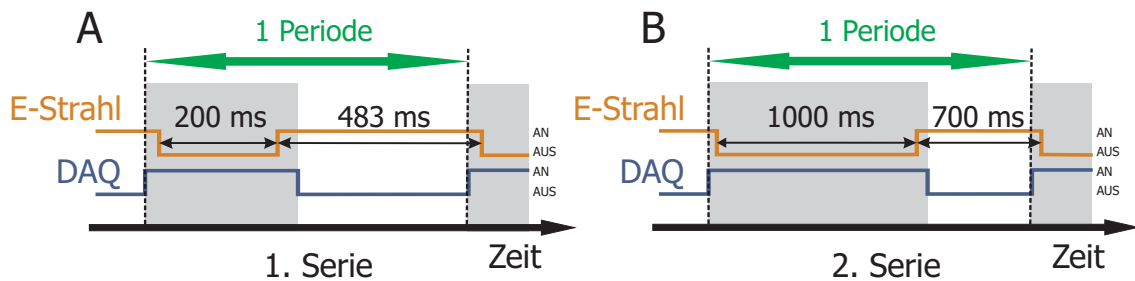 A
1 Periode
E-Strahl
200 ms
483 ms
AN
AUS
DAQ
AN
AUS
1. Serie
Zeit
B
1 Periode
E-Strahl
1000 ms
700 ms
AN
AUS
DAQ
AN
AUS
2. Serie
Zeit